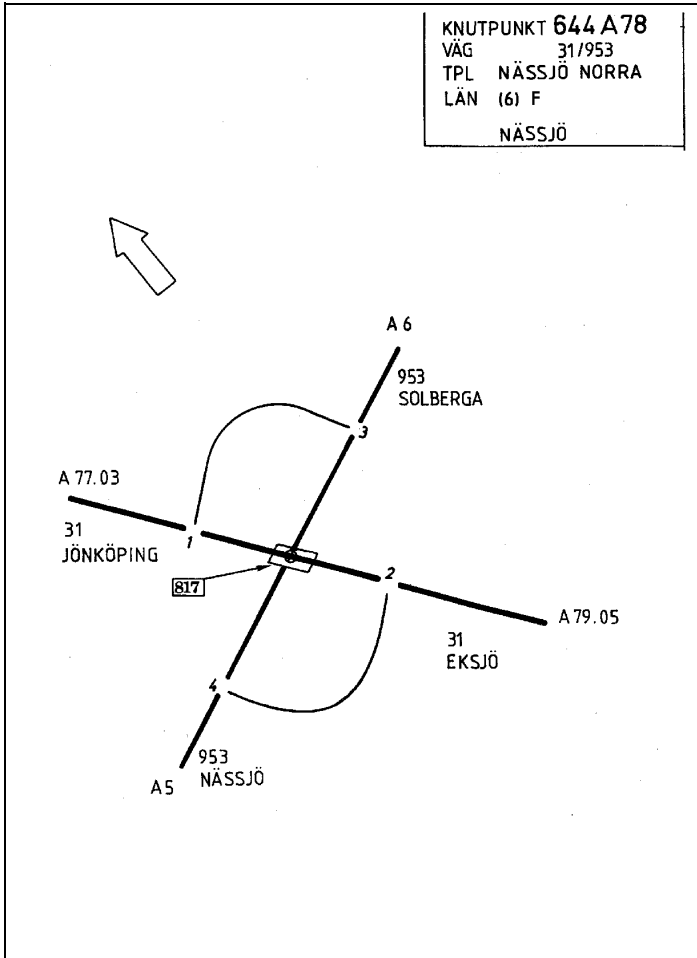 KNUTPUNKT 644 A78
VÄG 31/953
TPL NÄSSJÖ NORRA
LÄN (6) F
NÄSSJÖ
A 6
953
SOLBERGA
3
A 77.03
31
JÖNKÖPING
1
2
817
A 79.05
31
EKSJÖ
4
953
NÄSSJÖ
A5